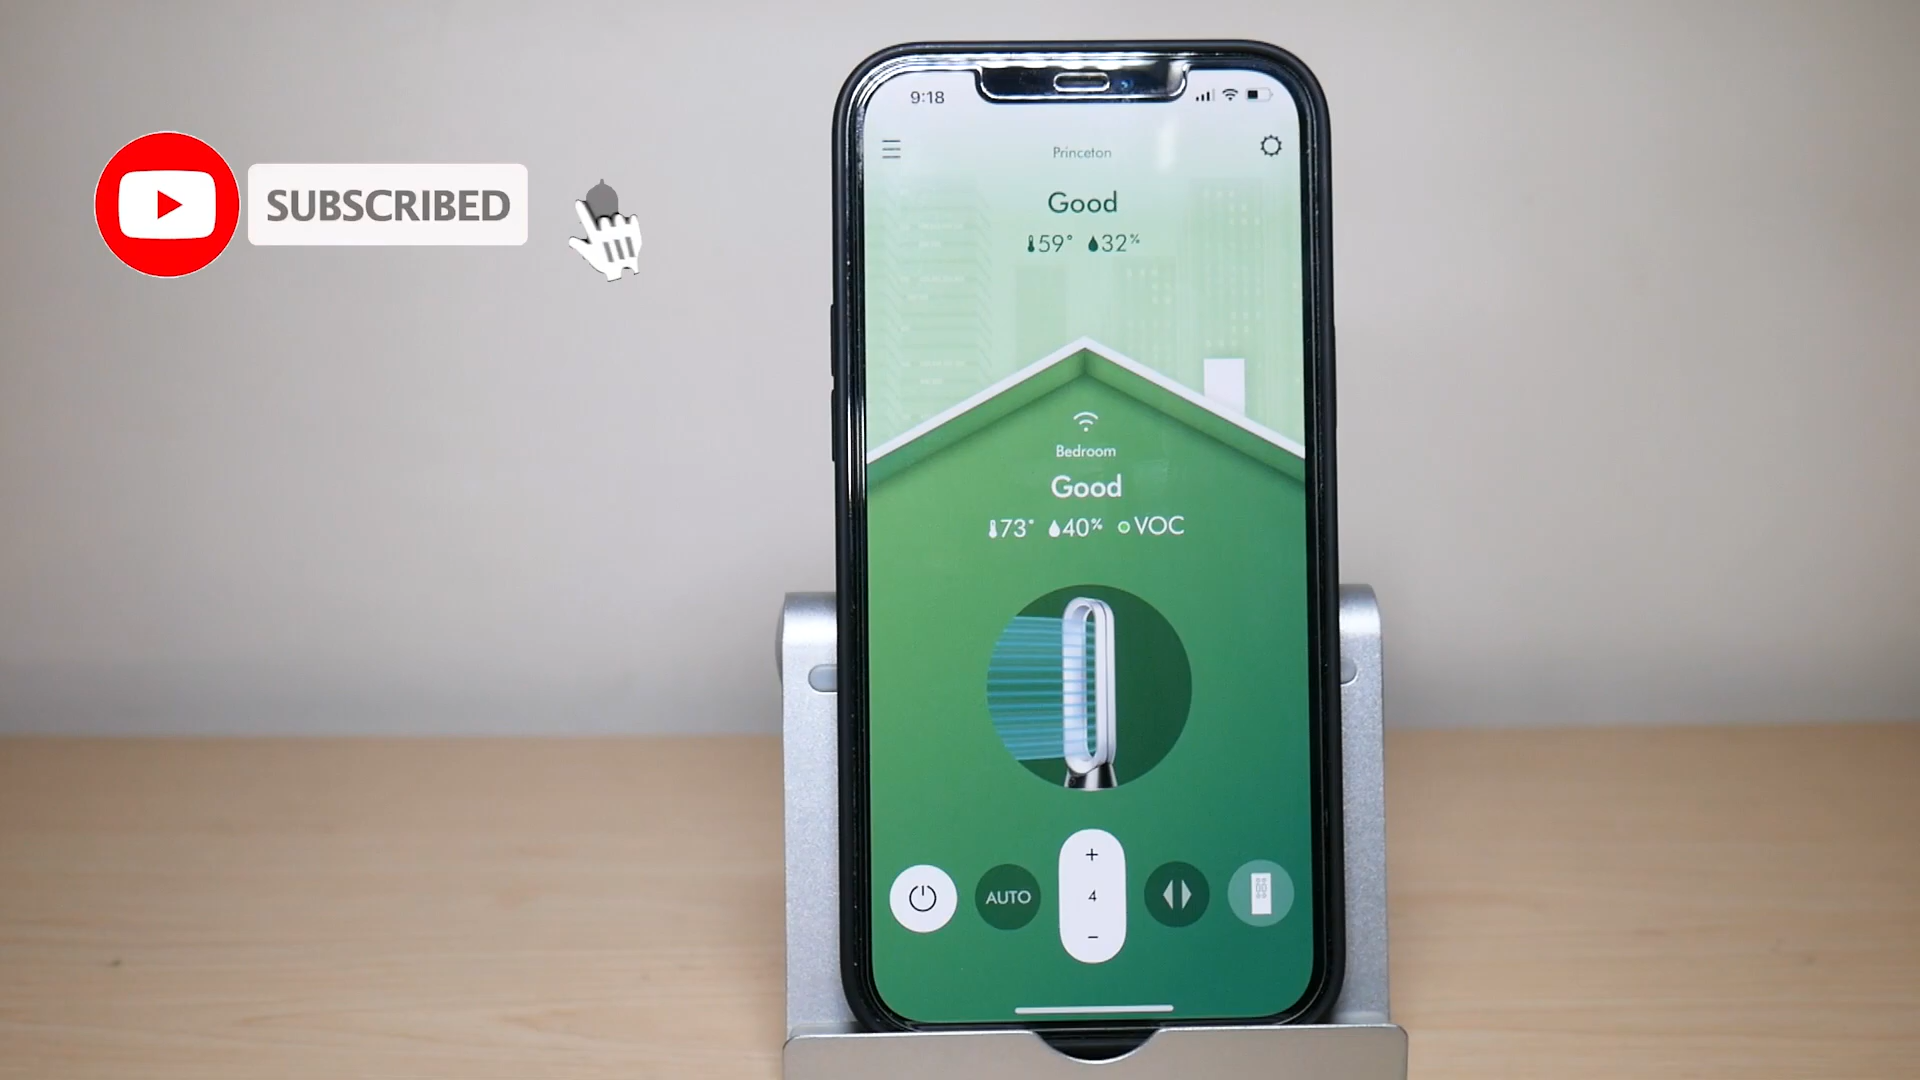 SUBSCRIBED
9:18
Princeton
Good
59° 32%
Bedroom
Good
73° 40% VOC
+
AUTO 4
−